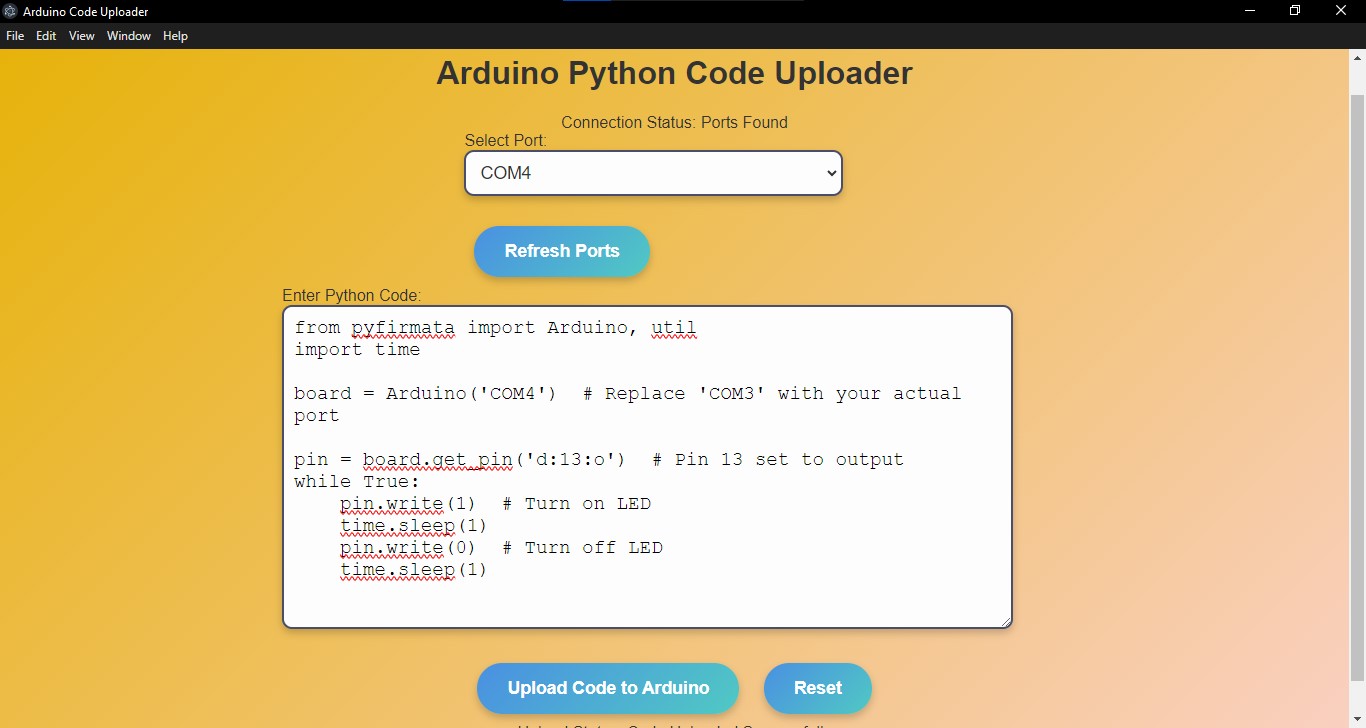 Arduino Code Uploader
File Edit View Window Help
Arduino Python Code Uploader
Connection Status: Ports Found
Select Port:
COM4
Refresh Ports
Enter Python Code:
from pyfirmata import Arduino, util
import time
board = Arduino('COM4')  # Replace 'COM3' with your actual
port
pin = board.get_pin('d:13:o')  # Pin 13 set to output
while True:
    pin.write(1)  # Turn on LED
    time.sleep(1)
    pin.write(0)  # Turn off LED
    time.sleep(1)
Upload Code to Arduino
Reset